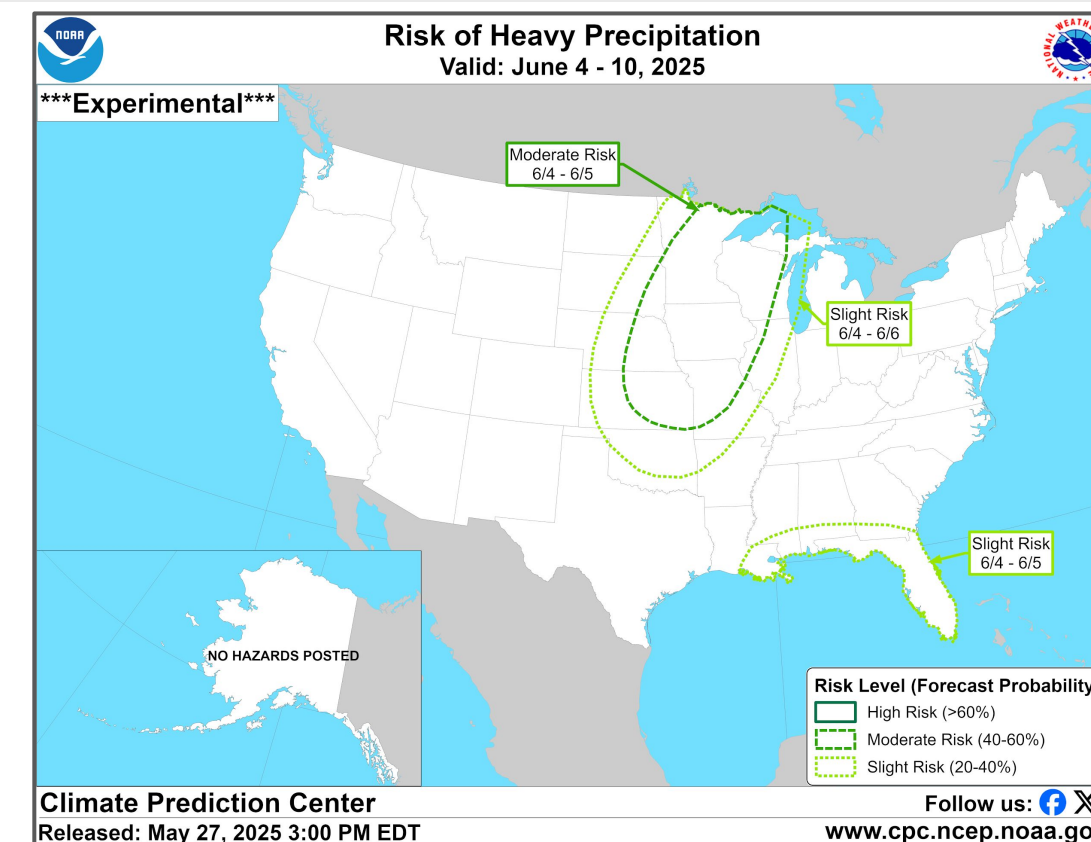 NOAA
Risk of Heavy Precipitation
Valid: June 4 - 10, 2025
***Experimental***
Moderate Risk
6/4 - 6/5
Slight Risk
6/4 - 6/6
Slight Risk
6/4 - 6/5
NO HAZARDS POSTED
Risk Level (Forecast Probability
High Risk (>60%)
Moderate Risk (40-60%)
Slight Risk (20-40%)
Climate Prediction Center
Follow us:
Released: May 27, 2025 3:00 PM EDT
www.cpc.ncep.noaa.go